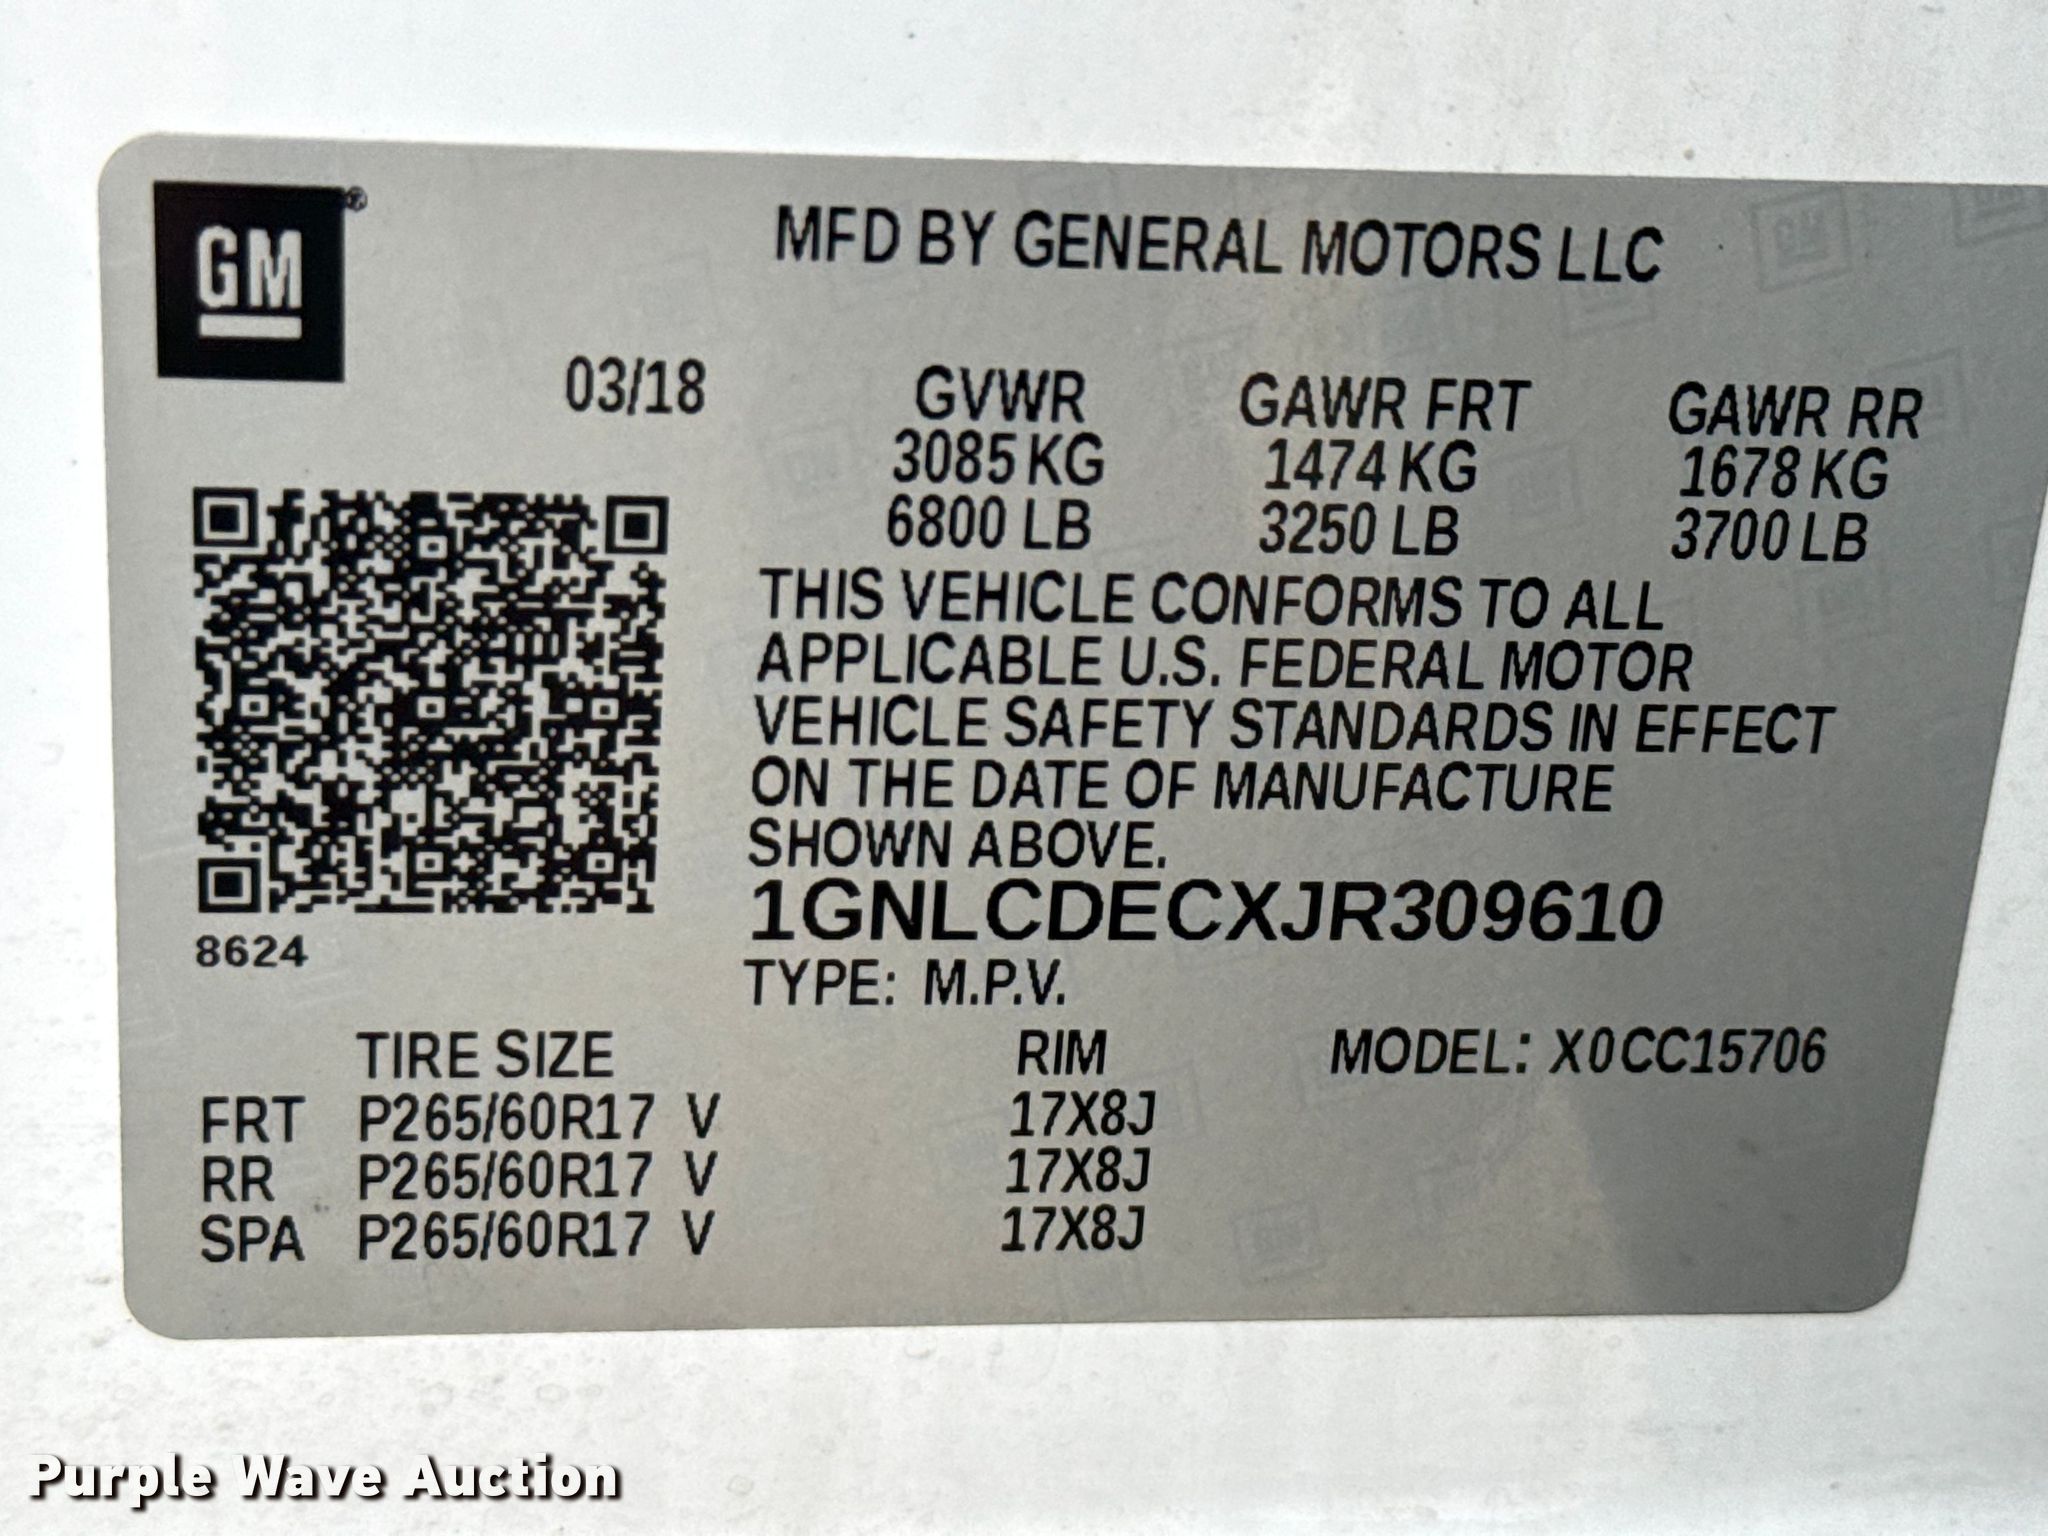 GM®
MFD BY GENERAL MOTORS LLC
03/18
GVWR GAWR FRT GAWR RR
3085 KG 1474 KG 1678 KG
6800 LB 3250 LB 3700 LB
THIS VEHICLE CONFORMS TO ALL
APPLICABLE U.S. FEDERAL MOTOR
VEHICLE SAFETY STANDARDS IN EFFECT
ON THE DATE OF MANUFACTURE
SHOWN ABOVE.
1GNLCDECXJR309610
8624
TYPE: M.P.V.
TIRE SIZE RIM MODEL: X0CC15706
FRT P265/60R17 V 17X8J
RR P265/60R17 V 17X8J
SPA P265/60R17 V 17X8J
Purple Wave Auction